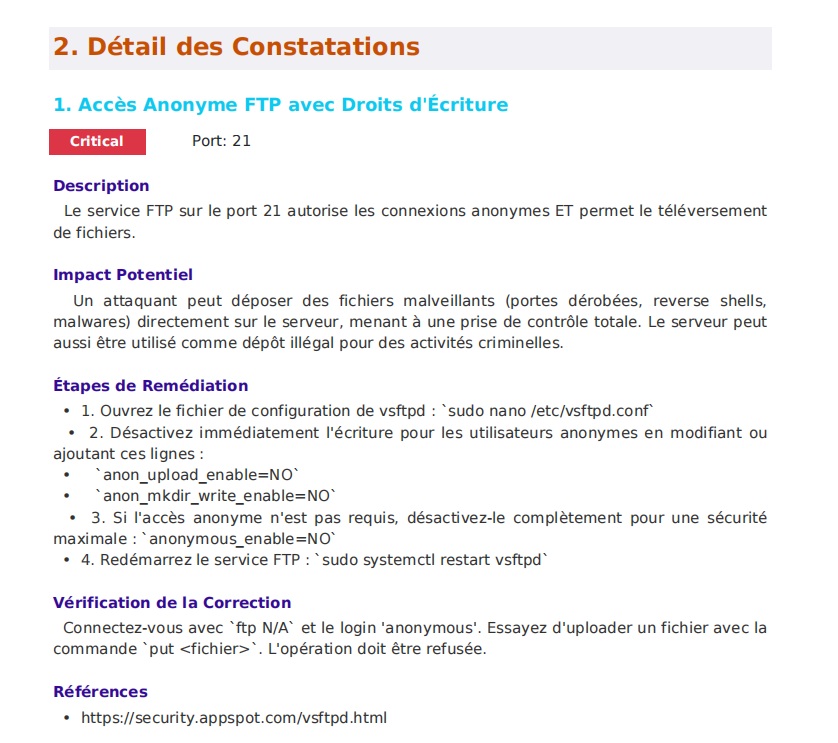 2. Détail des Constatations
1. Accès Anonyme FTP avec Droits d'Écriture
Critical Port: 21
Description
Le service FTP sur le port 21 autorise les connexions anonymes ET permet le téléversement
de fichiers.
Impact Potentiel
Un attaquant peut déposer des fichiers malveillants (portes dérobées, reverse shells,
malwares) directement sur le serveur, menant à une prise de contrôle totale. Le serveur peut
aussi être utilisé comme dépôt illégal pour des activités criminelles.
Étapes de Remédiation
• 1. Ouvrez le fichier de configuration de vsftpd : `sudo nano /etc/vsftpd.conf`
• 2. Désactivez immédiatement l'écriture pour les utilisateurs anonymes en modifiant ou
ajoutant ces lignes :
• `anon_upload_enable=NO`
• `anon_mkdir_write_enable=NO`
• 3. Si l'accès anonyme n'est pas requis, désactivez-le complètement pour une sécurité
maximale : `anonymous_enable=NO`
• 4. Redémarrez le service FTP : `sudo systemctl restart vsftpd`
Vérification de la Correction
Connectez-vous avec `ftp N/A` et le login 'anonymous'. Essayez d'uploader un fichier avec la
commande `put <fichier>`. L'opération doit être refusée.
Références
• https://security.appspot.com/vsftpd.html